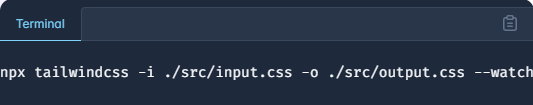 Terminal
npx tailwindcss -i ./src/input.css -o ./src/output.css --watch